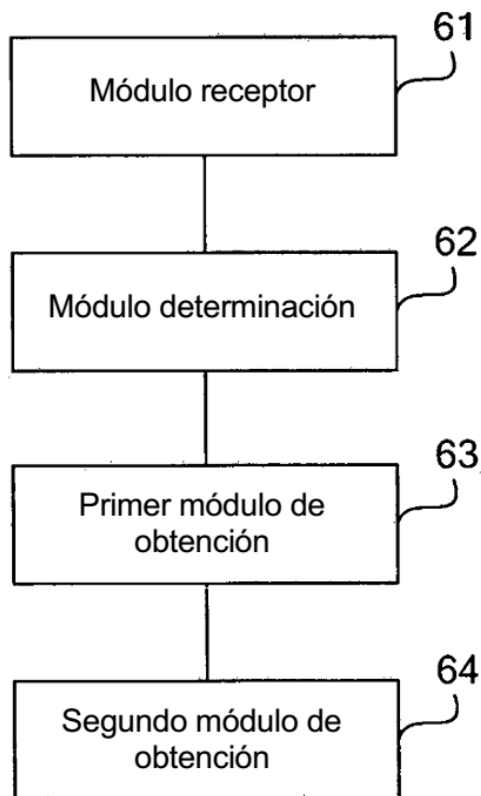 61
Módulo receptor
62
Módulo determinación
63
Primer módulo de
obtención
64
Segundo módulo de
obtención